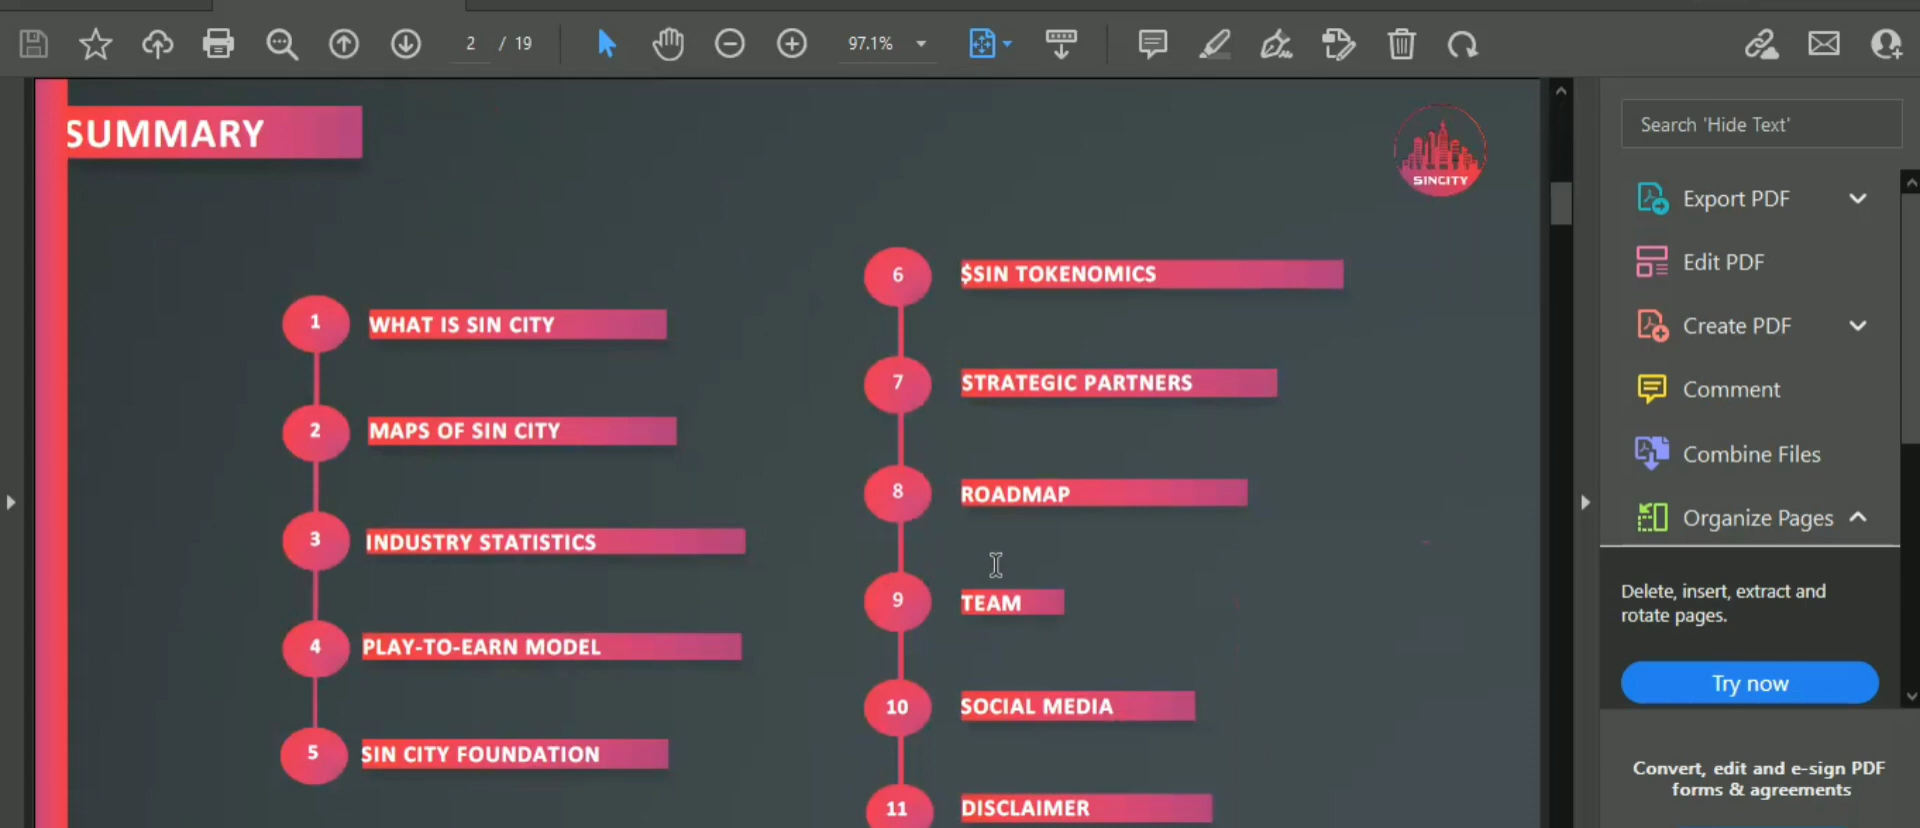 2 / 19
97.1%
SUMMARY
SINCITY
1 WHAT IS SIN CITY
2 MAPS OF SIN CITY
3 INDUSTRY STATISTICS
4 PLAY-TO-EARN MODEL
5 SIN CITY FOUNDATION
6 $SIN TOKENOMICS
7 STRATEGIC PARTNERS
8 ROADMAP
9 TEAM
10 SOCIAL MEDIA
11 DISCLAIMER
Search 'Hide Text'
Export PDF
Edit PDF
Create PDF
Comment
Combine Files
Organize Pages
Delete, insert, extract and
rotate pages.
Try now
Convert, edit and e-sign PDF
forms & agreements